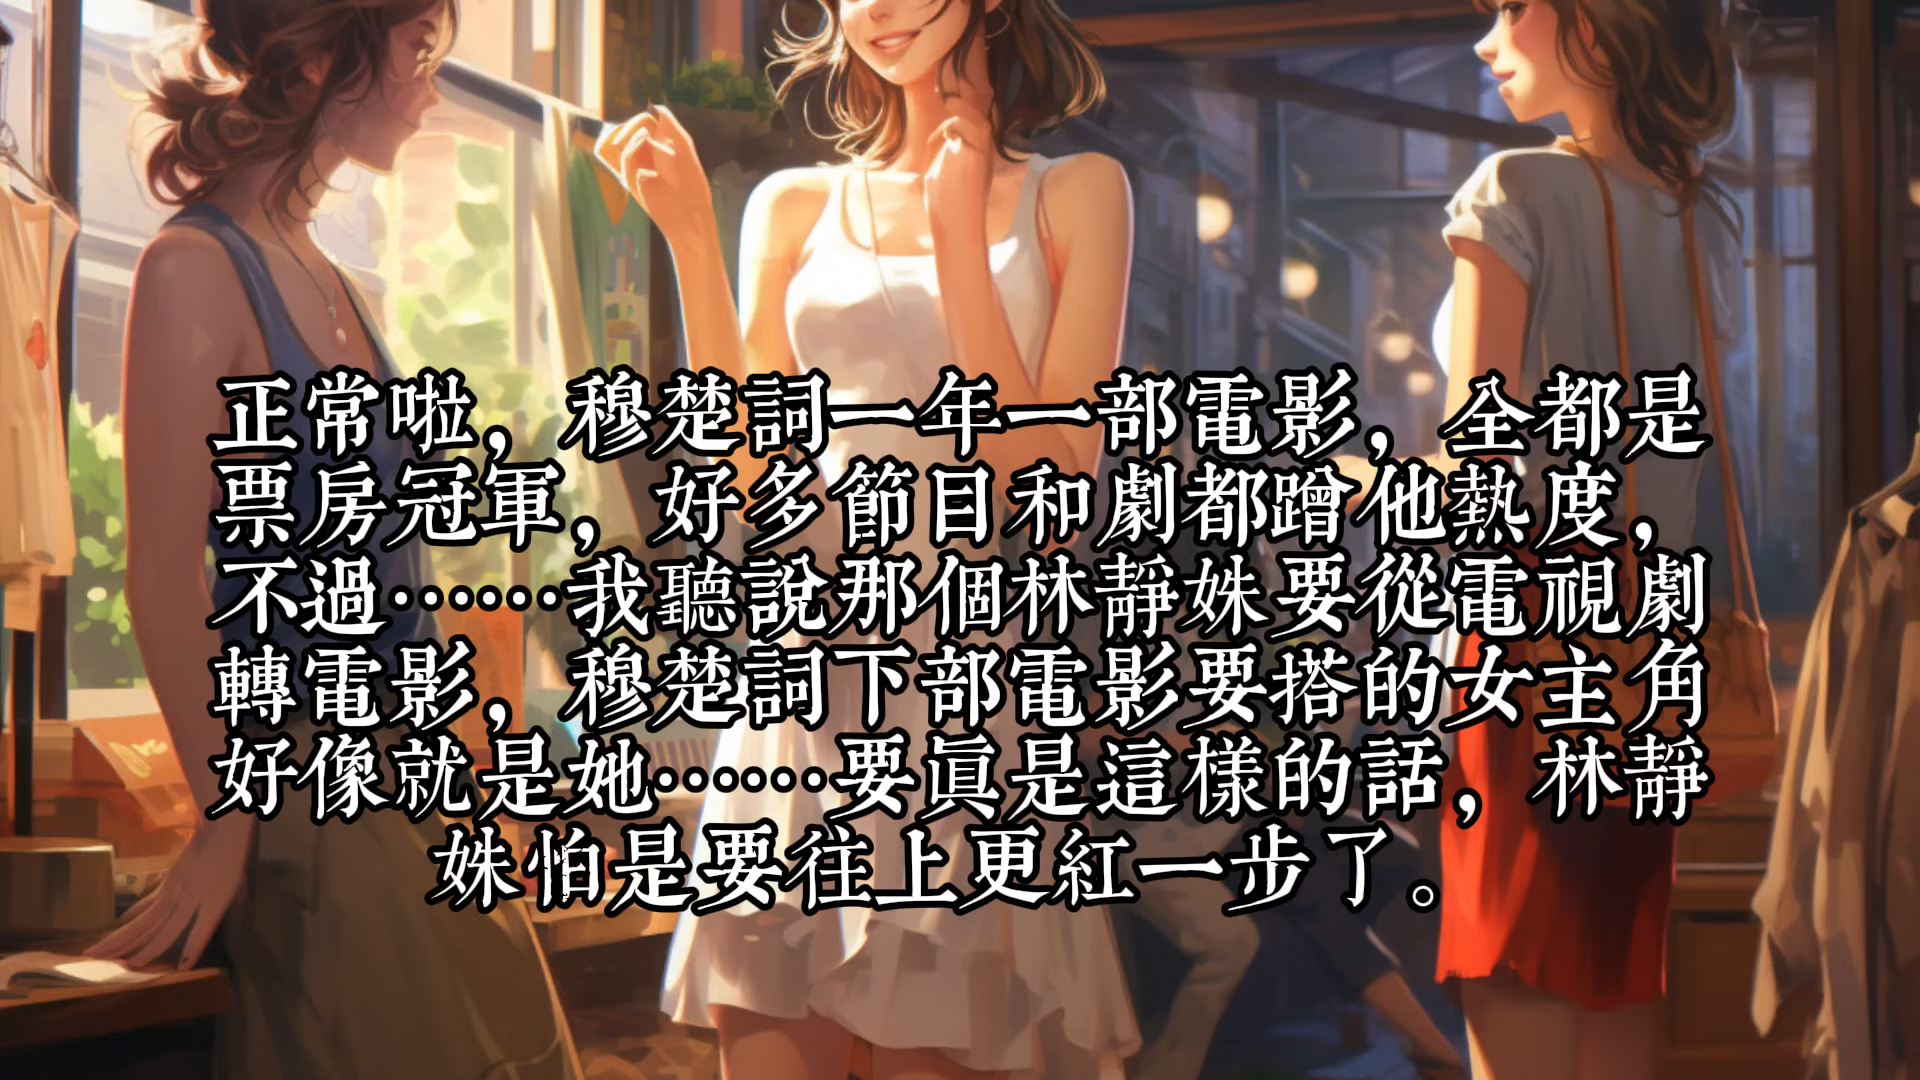 正常啦，穆楚詞一年一部電影，全都是
票房冠軍，好多節目和劇都蹭他熱度，
不過……我聽說那個林靜姝要從電視劇
轉電影，穆楚詞下部電影要搭的女主角
好像就是她……要眞是這樣的話，林靜
姝怕是要往上更紅一步了。